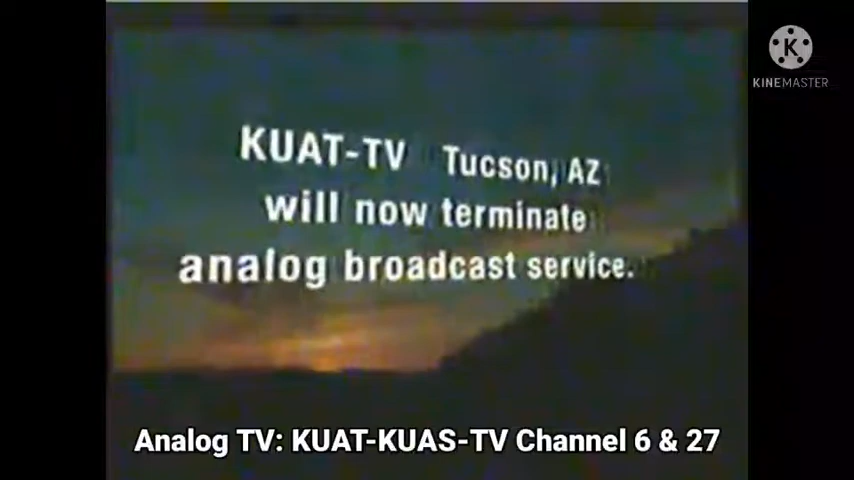 K
KINEMASTER
KUAT-TV Tucson, AZ
will now terminate
analog broadcast service.
Analog TV: KUAT-KUAS-TV Channel 6 & 27